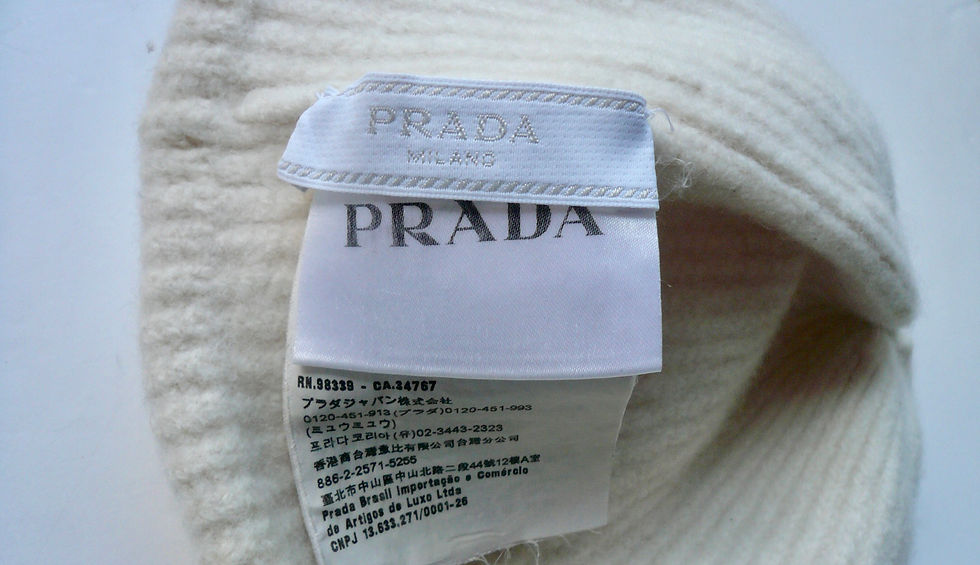 PRADA
MILANO
PRADA
RN.98339 - CA.34767
プラダジャパン株式会社
0120-451-913 (プラダ)0120-451-993
(ミュウミュウ)
프라다코리아(유)02-3443-2323
香港商台灣普比有限公司台灣分公司
886-2-2571-5255
臺北市中山區中山北路二段44號12樓A室
Prada Brasil Importação e Comércio
de Artigos de Luxo Ltda
CNPJ 13.633.271/0001-26